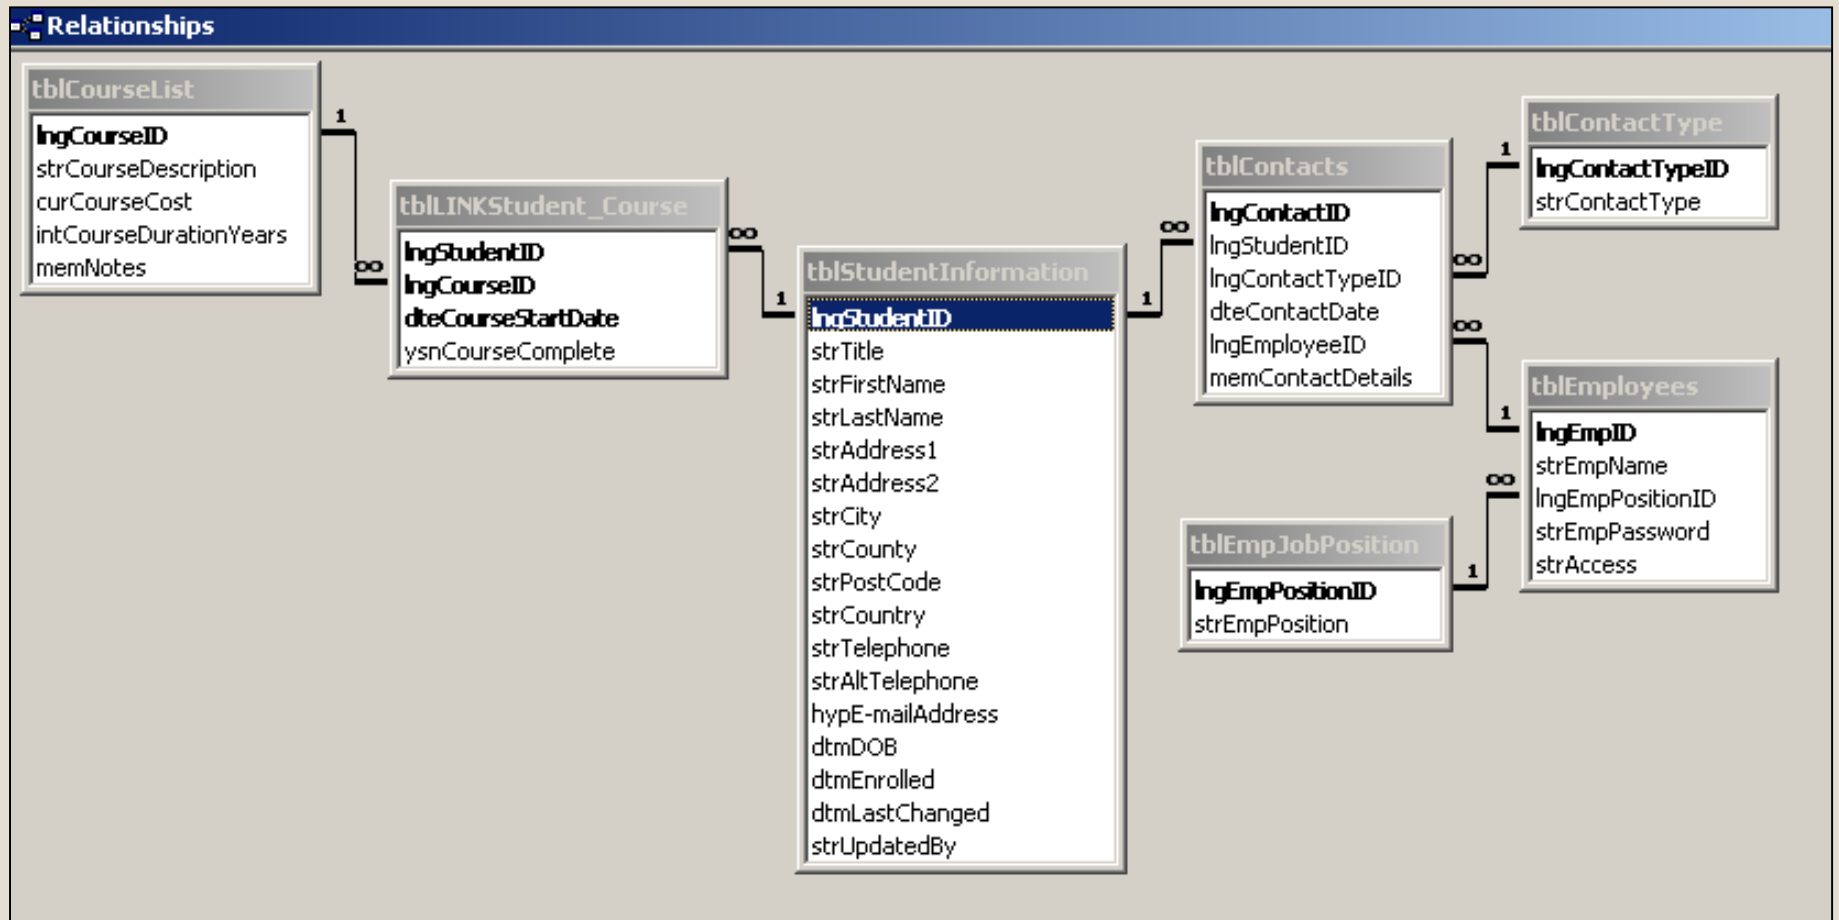 Relationships
tblCourseList
lngCourseID
strCourseDescription
curCourseCost
intCourseDurationYears
memNotes
1
∞
tblLINKStudent_Course
lngStudentID
lngCourseID
dteCourseStartDate
ysnCourseComplete
∞
1
tblStudentInformation
lngStudentID
strTitle
strFirstName
strLastName
strAddress1
strAddress2
strCity
strCounty
strPostCode
strCountry
strTelephone
strAltTelephone
hypE-mailAddress
dtmDOB
dtmEnrolled
dtmLastChanged
strUpdatedBy
1
∞
tblContacts
lngContactID
lngStudentID
lngContactTypeID
dteContactDate
lngEmployeeID
memContactDetails
∞
1
tblContactType
lngContactTypeID
strContactType
∞
1
tblEmployees
lngEmpID
strEmpName
lngEmpPositionID
strEmpPassword
strAccess
∞
1
tblEmpJobPosition
lngEmpPositionID
strEmpPosition